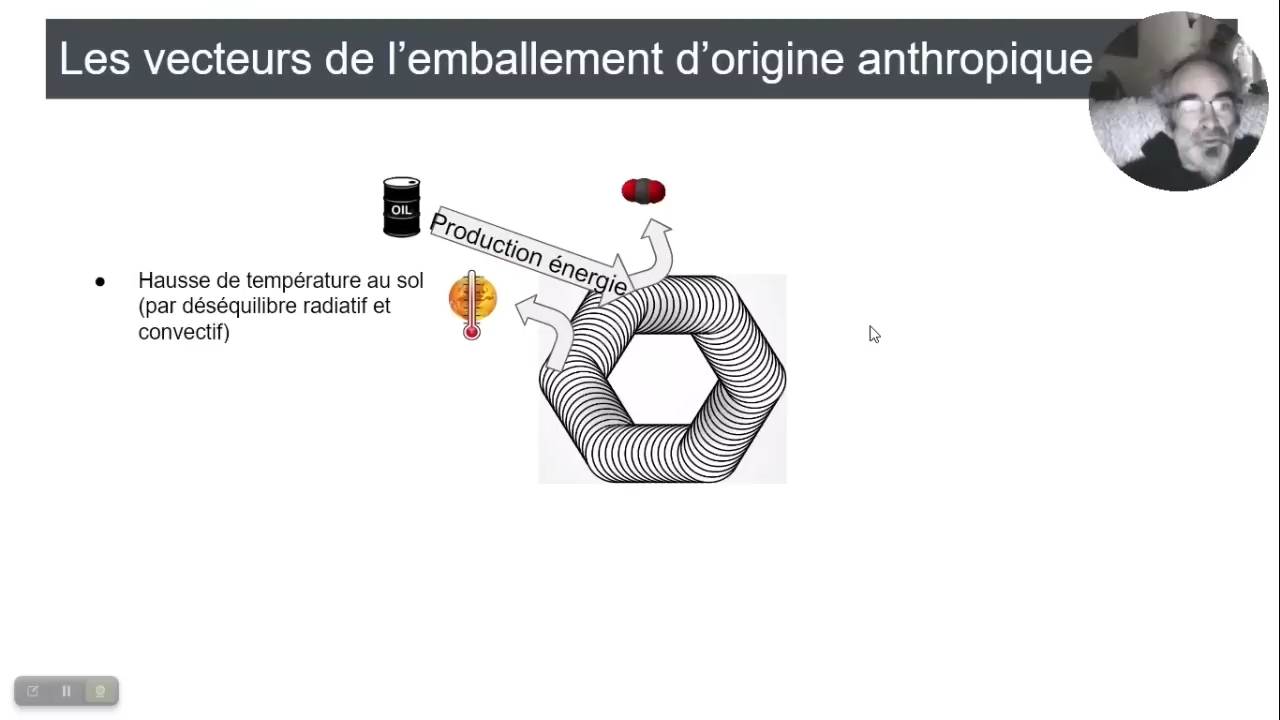 Les vecteurs de l’emballement d’origine anthropique
OIL
Production énergie
● Hausse de température au sol
(par déséquilibre radiatif et
convectif)